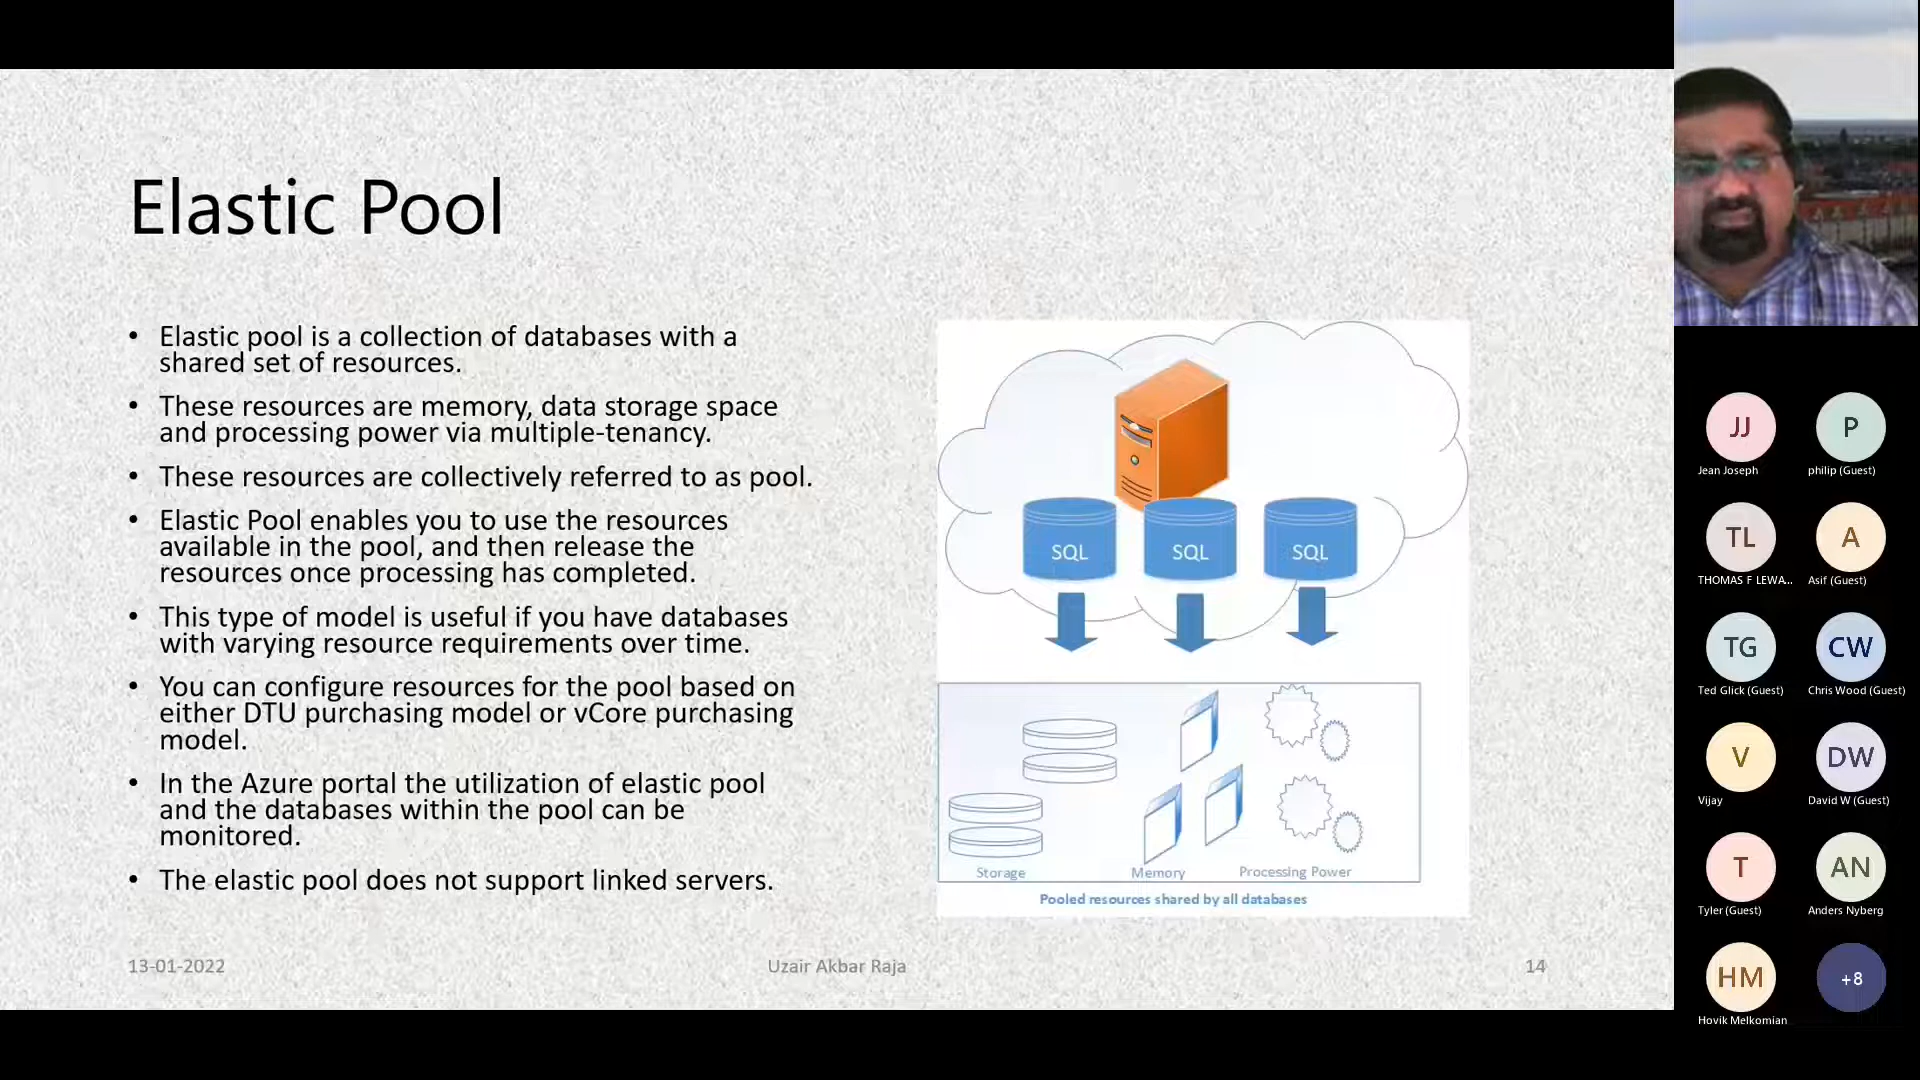 Elastic Pool
• Elastic pool is a collection of databases with a
shared set of resources.
• These resources are memory, data storage space
and processing power via multiple-tenancy.
• These resources are collectively referred to as pool.
• Elastic Pool enables you to use the resources
available in the pool, and then release the
resources once processing has completed.
• This type of model is useful if you have databases
with varying resource requirements over time.
• You can configure resources for the pool based on
either DTU purchasing model or vCore purchasing
model.
• In the Azure portal the utilization of elastic pool
and the databases within the pool can be
monitored.
• The elastic pool does not support linked servers.
SQL SQL SQL
Storage Memory Processing Power
Pooled resources shared by all databases
13-01-2022 Uzair Akbar Raja 14
JJ P
Jean Joseph philip (Guest)
TL A
THOMAS F LEWA... Asif (Guest)
TG CW
Ted Glick (Guest) Chris Wood (Guest)
V DW
Vijay David W (Guest)
T AN
Tyler (Guest) Anders Nyberg
HM +8
Hovik Melkomian